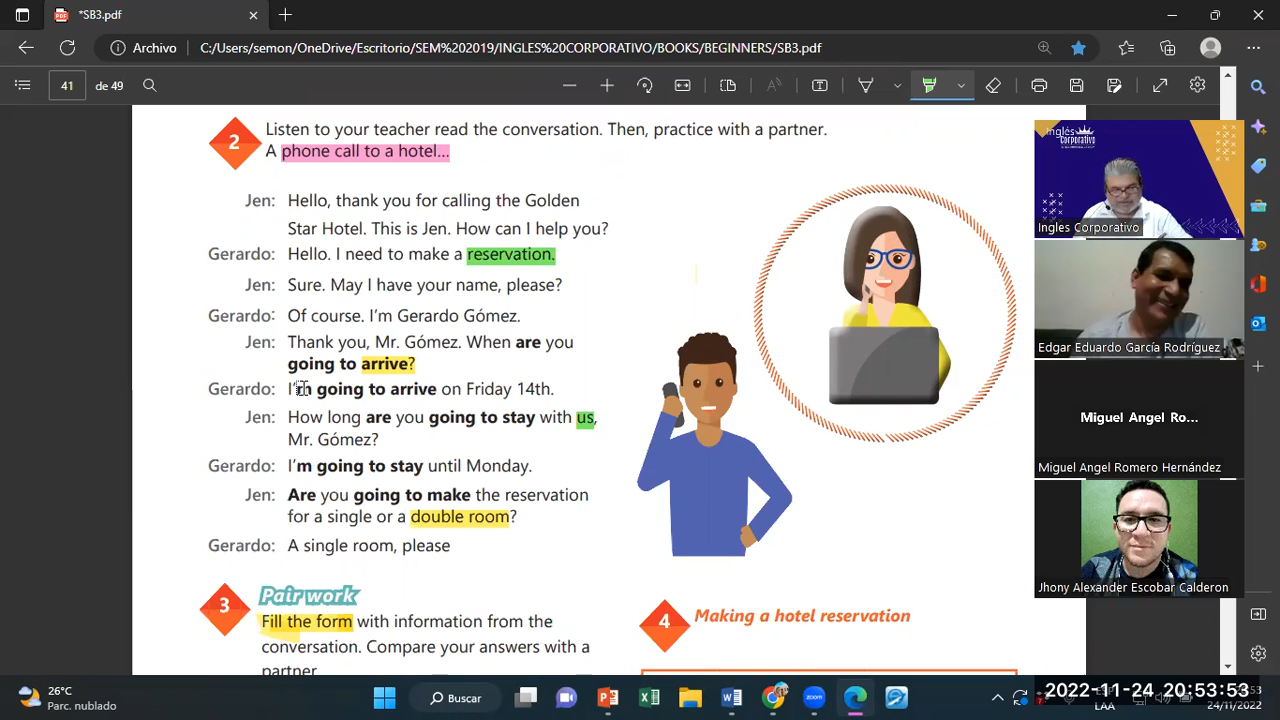 *SB3.pdf
Archivo
C:/Users/semon/OneDrive/Escritorio/SEM%202019/INGLES%20CORPORATIVO/BOOKS/BEGINNERS/SB3.pdf
41 de 49
2 Listen to your teacher read the conversation. Then, practice with a partner.
A phone call to a hotel...
Jen: Hello, thank you for calling the Golden
Star Hotel. This is Jen. How can I help you?
Gerardo: Hello. I need to make a reservation.
Jen: Sure. May I have your name, please?
Gerardo: Of course. I'm Gerardo Gómez.
Jen: Thank you, Mr. Gómez. When are you
going to arrive?
Gerardo: I'm going to arrive on Friday 14th.
Jen: How long are you going to stay with us,
Mr. Gómez?
Gerardo: I'm going to stay until Monday.
Jen: Are you going to make the reservation
for a single or a double room?
Gerardo: A single room, please
3 Pair work
Fill the form with information from the
conversation. Compare your answers with a
partner
4 Making a hotel reservation
Inglés
Corporativo
Ingles Corporativo
Edgar Eduardo García Rodríguez
Miguel Angel Ro...
Miguel Angel Romero Hernández
Jhony Alexander Escobar Calderon
26°C
Parc. nublado
Buscar
LAA
2022-11-24 20:53:53
24/11/2022